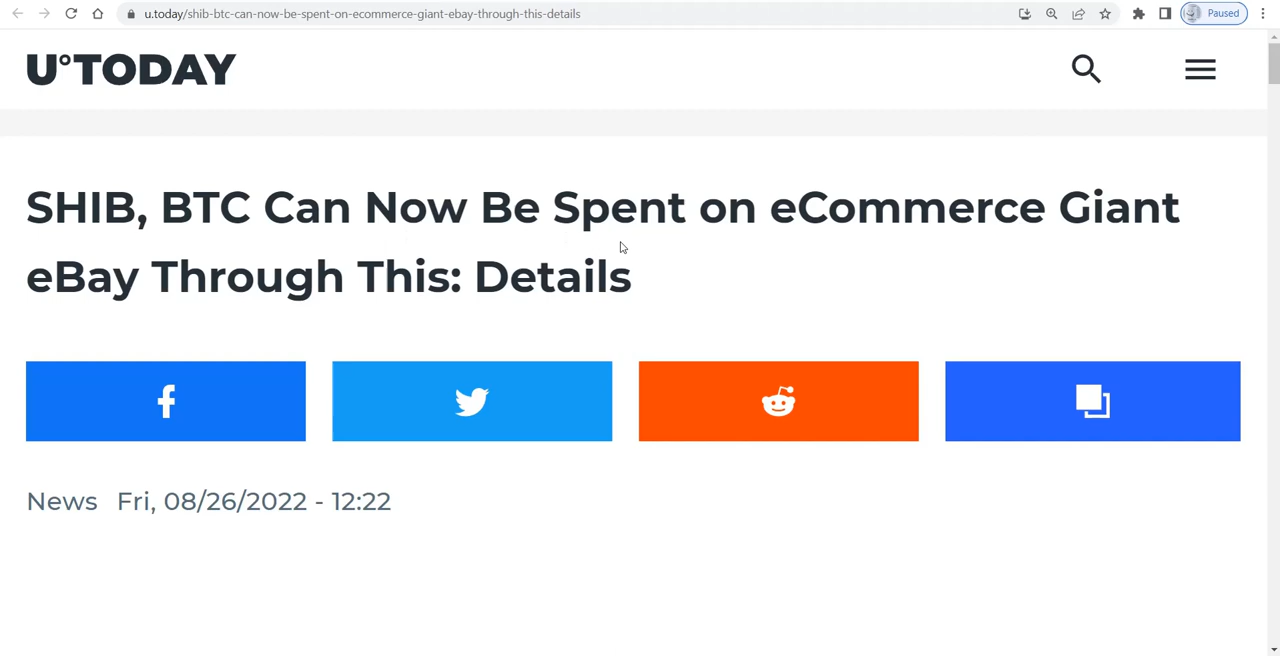 u.today/shib-btc-can-now-be-spent-on-ecommerce-giant-ebay-through-this-details
Paused
U°TODAY
SHIB, BTC Can Now Be Spent on eCommerce Giant
eBay Through This: Details
News Fri, 08/26/2022 - 12:22